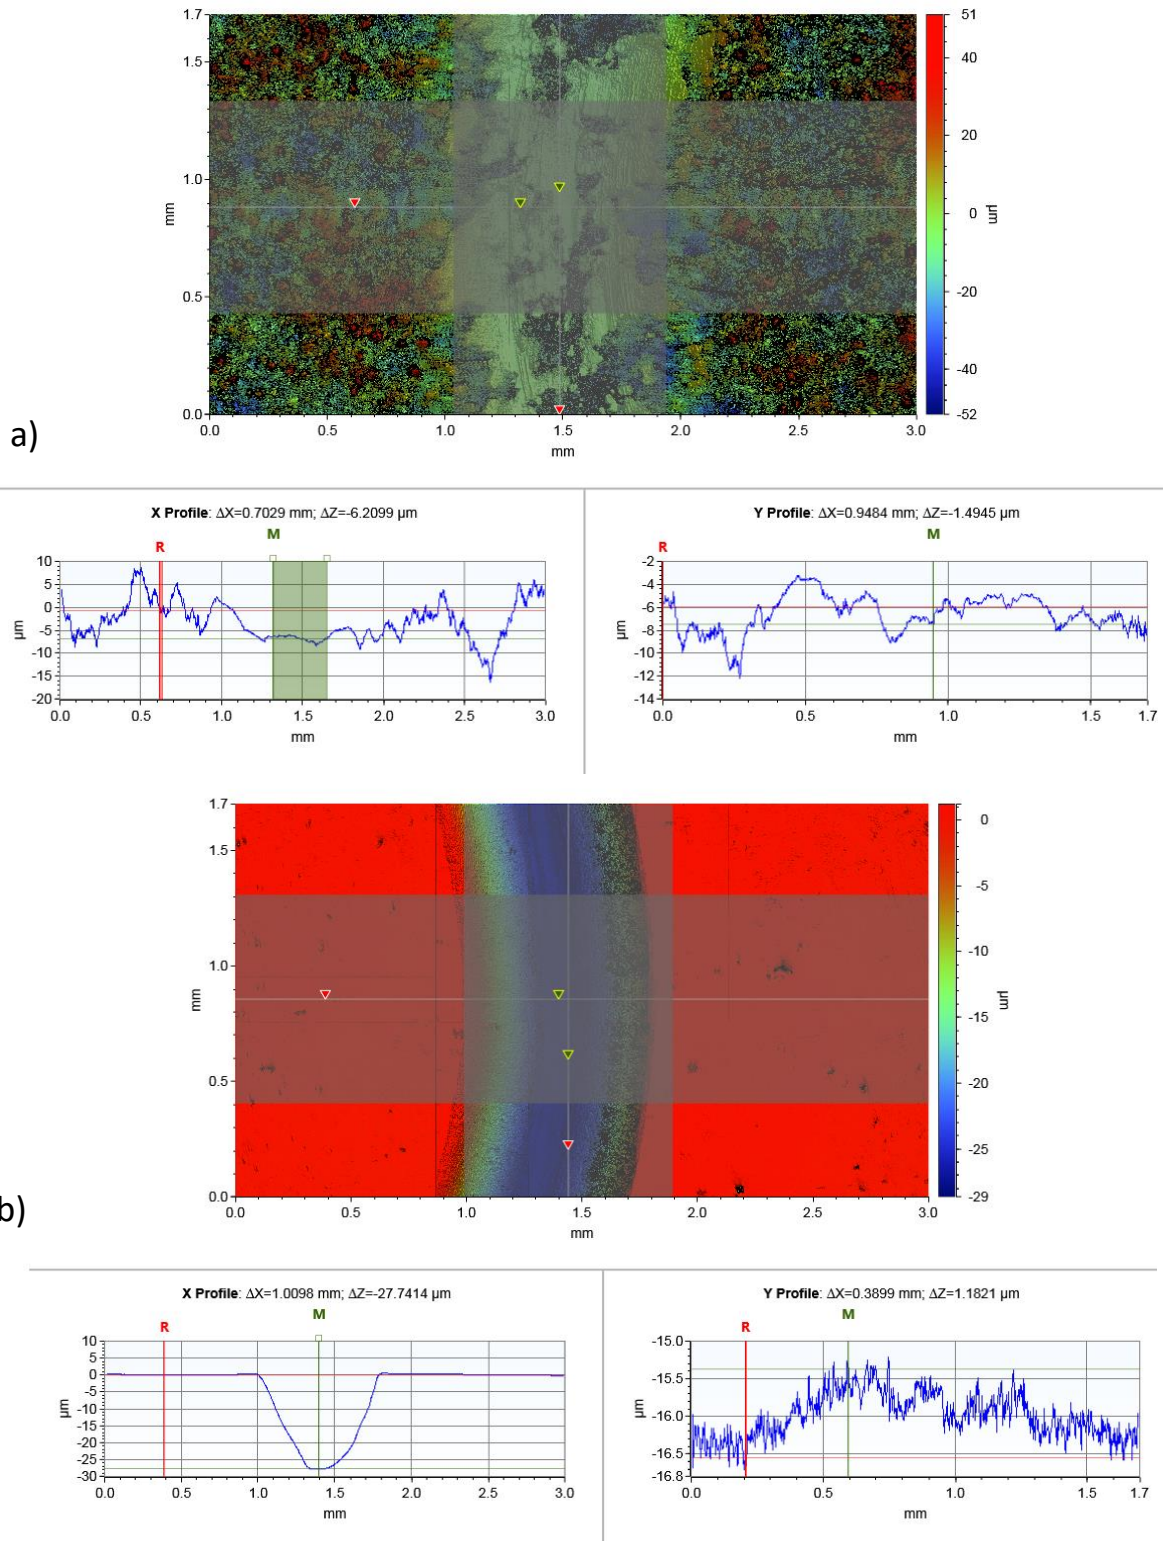 1.7
1.5
1.0
0.5
0.0
mm
0.0 0.5 1.0 1.5 2.0 2.5 3.0
mm
51
40
20
0
-20
-40
-52
µm
a)
X Profile: ΔX=0.7029 mm; ΔZ=-6.2099 µm
M
R
10
5
0
-5
-10
-15
-20
µm
0.0 0.5 1.0 1.5 2.0 2.5 3.0
mm
Y Profile: ΔX=0.9484 mm; ΔZ=-1.4945 µm
M
R
-2
-4
-6
-8
-10
-12
-14
µm
0.0 0.5 1.0 1.5 1.7
mm
1.7
1.5
1.0
0.5
0.0
mm
0.0 0.5 1.0 1.5 2.0 2.5 3.0
mm
0
-5
-10
-15
-20
-25
-29
µm
b)
X Profile: ΔX=1.0098 mm; ΔZ=-27.7414 µm
M
R
10
5
0
-5
-10
-15
-20
-25
-30
µm
0.0 0.5 1.0 1.5 2.0 2.5 3.0
mm
Y Profile: ΔX=0.3899 mm; ΔZ=1.1821 µm
M
R
-15.0
-15.5
-16.0
-16.5
-16.8
µm
0.0 0.5 1.0 1.5 1.7
mm